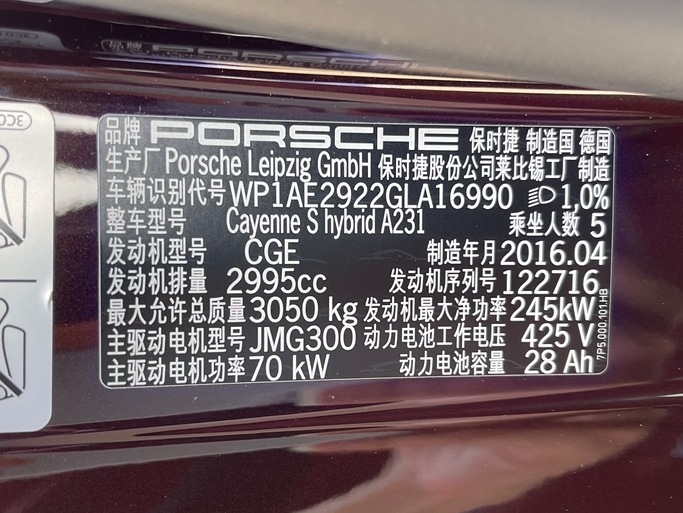 3C0
品牌 PORSCHE 保时捷 制造国 德国
生产厂 Porsche Leipzig GmbH 保时捷股份公司莱比锡工厂制造
车辆识别代号 WP1AE2922GLA16990 1,0%
整车型号 Cayenne S hybrid A231 乘坐人数 5
发动机型号 CGE 制造年月 2016.04
发动机排量 2995cc 发动机序列号 122716
最大允许总质量 3050 kg 发动机最大净功率 245kW
主驱动电机型号 JMG300 动力电池工作电压 425 V
主驱动电机功率 70 kW 动力电池容量 28 Ah
7P5.000.101.HB